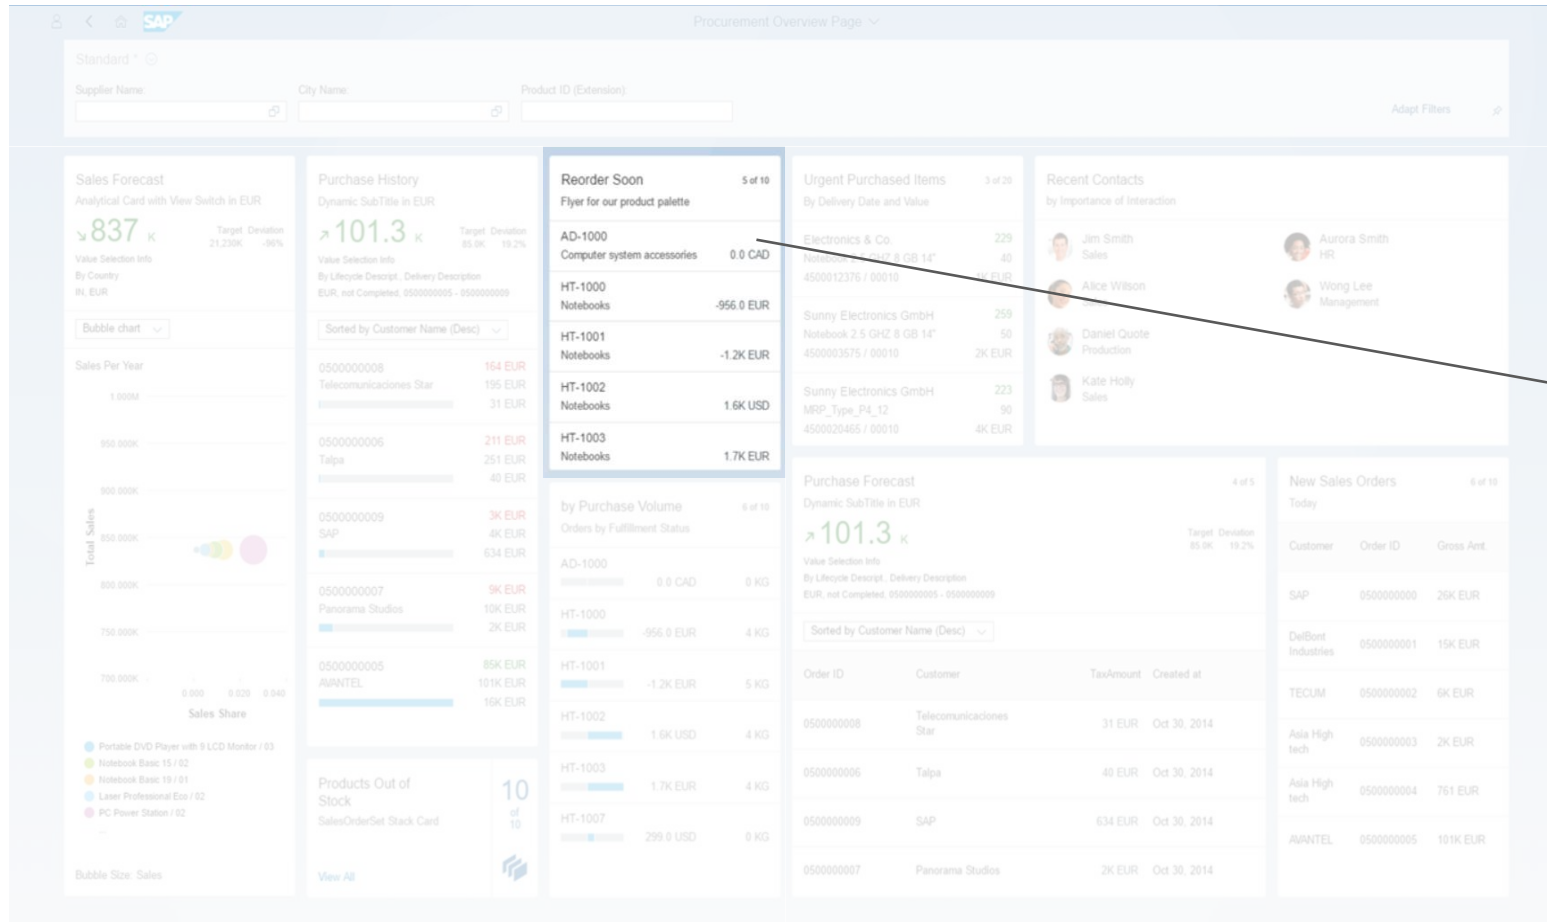 SAP
Procurement Overview Page
Standard *
Supplier Name:
City Name:
Product ID (Extension):
Adapt Filters
Sales Forecast
Analytical Card with View Switch in EUR
837 K
Target Deviation
21,230K -96%
Value Selection Info
By Country
IN, EUR
Bubble chart
Sales Per Year
1.000M
950.000K
900.000K
850.000K
800.000K
750.000K
700.000K
Total Sales
0.000 0.020 0.040
Sales Share
Portable DVD Player with 9 LCD Monitor / 03
Notebook Basic 15 / 02
Notebook Basic 19 / 01
Laser Professional Eco / 02
PC Power Station / 02
...
Bubble Size: Sales
Purchase History
Dynamic SubTitle in EUR
101.3 K
Target Deviation
85.0K 19.2%
Value Selection Info
By Lifecycle Descript., Delivery Description
EUR, not Completed, 0500000005 - 0500000009
Sorted by Customer Name (Desc)
0500000008 164 EUR
Telecomunicaciones Star 195 EUR
31 EUR
0500000006 211 EUR
Talpa 251 EUR
40 EUR
0500000009 3K EUR
SAP 4K EUR
634 EUR
0500000007 9K EUR
Panorama Studios 10K EUR
2K EUR
0500000005 85K EUR
AVANTEL 101K EUR
16K EUR
Products Out of
Stock
SalesOrderSet Stack Card
View All
10
of
10
Reorder Soon 5 of 10
Flyer for our product palette
AD-1000
Computer system accessories 0.0 CAD
HT-1000
Notebooks -956.0 EUR
HT-1001
Notebooks -1.2K EUR
HT-1002
Notebooks 1.6K USD
HT-1003
Notebooks 1.7K EUR
by Purchase Volume 6 of 10
Orders by Fulfillment Status
AD-1000
0.0 CAD 0 KG
HT-1000
-956.0 EUR 4 KG
HT-1001
-1.2K EUR 5 KG
HT-1002
1.6K USD 4 KG
HT-1003
1.7K EUR 4 KG
HT-1007
299.0 USD 0 KG
Urgent Purchased Items 3 of 20
By Delivery Date and Value
Electronics & Co. 229
Notebook 2.5 GHZ 8 GB 14" 40
4500012376 / 00010 1K EUR
Sunny Electronics GmbH 259
Notebook 2.5 GHZ 8 GB 14" 50
4500003575 / 00010 2K EUR
Sunny Electronics GmbH 223
MRP_Type_P4_12 90
4500020465 / 00010 4K EUR
Recent Contacts
by Importance of Interaction
Jim Smith
Sales
Alice Wilson
Daniel Quote
Production
Kate Holly
Sales
Aurora Smith
HR
Wong Lee
Management
Purchase Forecast 4 of 5
Dynamic SubTitle in EUR
101.3 K
Target Deviation
85.0K 19.2%
Value Selection Info
By Lifecycle Descript., Delivery Description
EUR, not Completed, 0500000005 - 0500000009
Sorted by Customer Name (Desc)
Order ID Customer TaxAmount Created at
0500000008 Telecomunicaciones Star 31 EUR Oct 30, 2014
0500000006 Talpa 40 EUR Oct 30, 2014
0500000009 SAP 634 EUR Oct 30, 2014
0500000007 Panorama Studios 2K EUR Oct 30, 2014
New Sales Orders 6 of 10
Today
Customer Order ID Gross Amt.
SAP 0500000000 26K EUR
DelBont Industries 0500000001 15K EUR
TECUM 0500000002 6K EUR
Asia High tech 0500000003 2K EUR
Asia High tech 0500000004 761 EUR
AVANTEL 0500000005 101K EUR